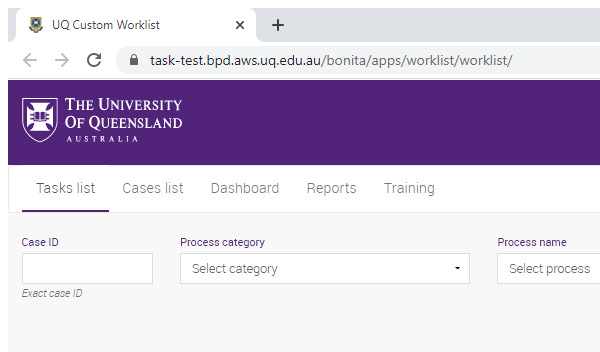 UQ Custom Worklist
task-test.bpd.aws.uq.edu.au/bonita/apps/worklist/worklist/
THE UNIVERSITY
OF QUEENSLAND
AUSTRALIA
Tasks list Cases list Dashboard Reports Training
Case ID Process category Process name
Select category Select process
Exact case ID